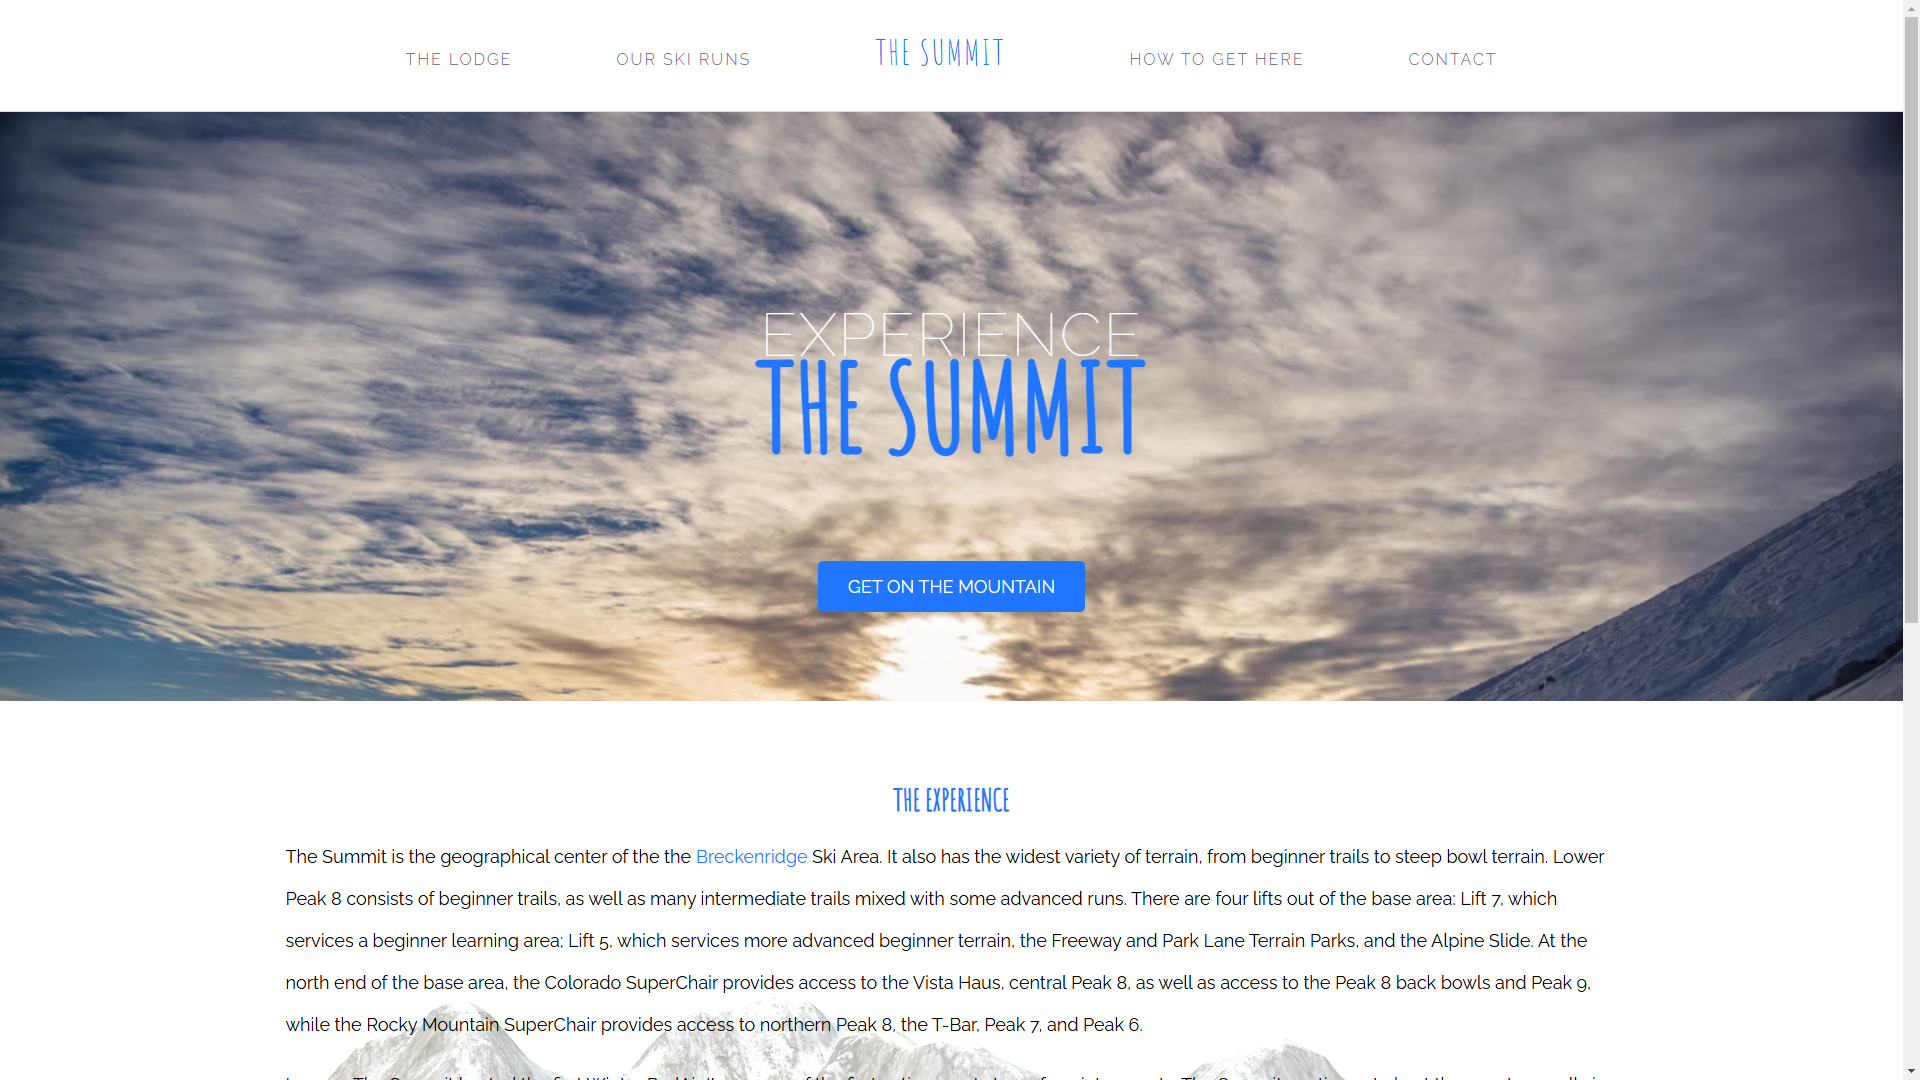 THE LODGE
OUR SKI RUNS
THE SUMMIT
HOW TO GET HERE
CONTACT
EXPERIENCE
THE SUMMIT
GET ON THE MOUNTAIN
THE EXPERIENCE
The Summit is the geographical center of the the Breckenridge Ski Area. It also has the widest variety of terrain, from beginner trails to steep bowl terrain. Lower
Peak 8 consists of beginner trails, as well as many intermediate trails mixed with some advanced runs. There are four lifts out of the base area: Lift 7, which
services a beginner learning area; Lift 5, which services more advanced beginner terrain, the Freeway and Park Lane Terrain Parks, and the Alpine Slide. At the
north end of the base area, the Colorado SuperChair provides access to the Vista Haus, central Peak 8, as well as access to the Peak 8 back bowls and Peak 9,
while the Rocky Mountain SuperChair provides access to northern Peak 8, the T-Bar, Peak 7, and Peak 6.